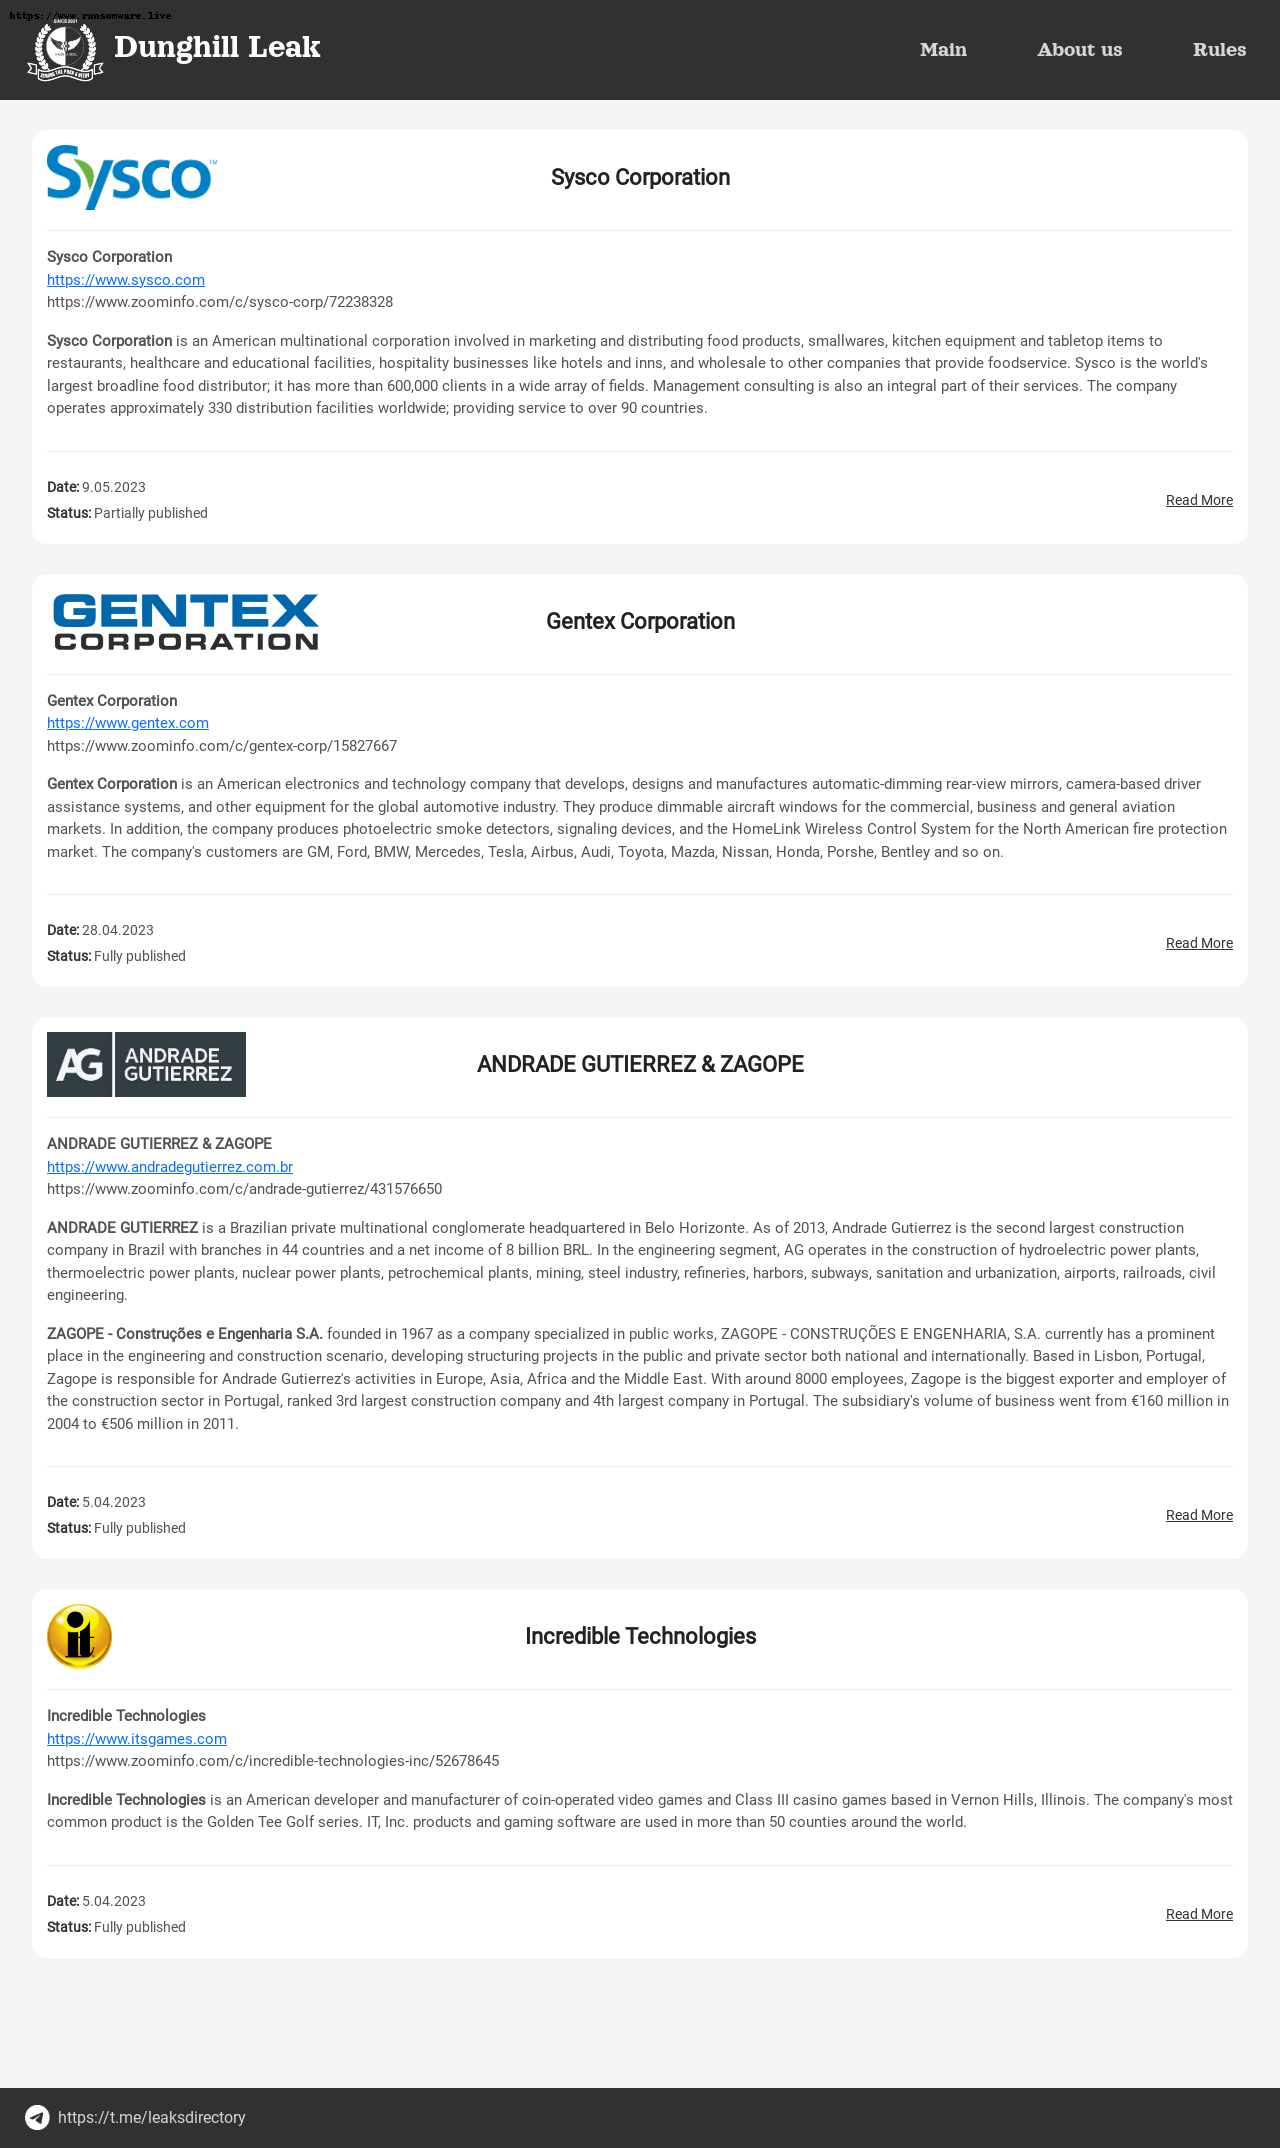 https://www.ransomware.live
SINCE 2021
Dunghill Leak
Main
About us
Rules
Sysco™
Sysco Corporation
Sysco Corporation
https://www.sysco.com
https://www.zoominfo.com/c/sysco-corp/72238328
Sysco Corporation is an American multinational corporation involved in marketing and distributing food products, smallwares, kitchen equipment and tabletop items to
restaurants, healthcare and educational facilities, hospitality businesses like hotels and inns, and wholesale to other companies that provide foodservice. Sysco is the world's
largest broadline food distributor; it has more than 600,000 clients in a wide array of fields. Management consulting is also an integral part of their services. The company
operates approximately 330 distribution facilities worldwide; providing service to over 90 countries.
Date: 9.05.2023
Status: Partially published
Read More
GENTEX
CORPORATION
Gentex Corporation
Gentex Corporation
https://www.gentex.com
https://www.zoominfo.com/c/gentex-corp/15827667
Gentex Corporation is an American electronics and technology company that develops, designs and manufactures automatic-dimming rear-view mirrors, camera-based driver
assistance systems, and other equipment for the global automotive industry. They produce dimmable aircraft windows for the commercial, business and general aviation
markets. In addition, the company produces photoelectric smoke detectors, signaling devices, and the HomeLink Wireless Control System for the North American fire protection
market. The company's customers are GM, Ford, BMW, Mercedes, Tesla, Airbus, Audi, Toyota, Mazda, Nissan, Honda, Porshe, Bentley and so on.
Date: 28.04.2023
Status: Fully published
Read More
AG ANDRADE
GUTIERREZ
ANDRADE GUTIERREZ & ZAGOPE
ANDRADE GUTIERREZ & ZAGOPE
https://www.andradegutierrez.com.br
https://www.zoominfo.com/c/andrade-gutierrez/431576650
ANDRADE GUTIERREZ is a Brazilian private multinational conglomerate headquartered in Belo Horizonte. As of 2013, Andrade Gutierrez is the second largest construction
company in Brazil with branches in 44 countries and a net income of 8 billion BRL. In the engineering segment, AG operates in the construction of hydroelectric power plants,
thermoelectric power plants, nuclear power plants, petrochemical plants, mining, steel industry, refineries, harbors, subways, sanitation and urbanization, airports, railroads, civil
engineering.
ZAGOPE - Construções e Engenharia S.A. founded in 1967 as a company specialized in public works, ZAGOPE - CONSTRUÇÕES E ENGENHARIA, S.A. currently has a prominent
place in the engineering and construction scenario, developing structuring projects in the public and private sector both national and internationally. Based in Lisbon, Portugal,
Zagope is responsible for Andrade Gutierrez's activities in Europe, Asia, Africa and the Middle East. With around 8000 employees, Zagope is the biggest exporter and employer of
the construction sector in Portugal, ranked 3rd largest construction company and 4th largest company in Portugal. The subsidiary's volume of business went from €160 million in
2004 to €506 million in 2011.
Date: 5.04.2023
Status: Fully published
Read More
it
Incredible Technologies
Incredible Technologies
https://www.itsgames.com
https://www.zoominfo.com/c/incredible-technologies-inc/52678645
Incredible Technologies is an American developer and manufacturer of coin-operated video games and Class III casino games based in Vernon Hills, Illinois. The company's most
common product is the Golden Tee Golf series. IT, Inc. products and gaming software are used in more than 50 counties around the world.
Date: 5.04.2023
Status: Fully published
Read More
https://t.me/leaksdirectory